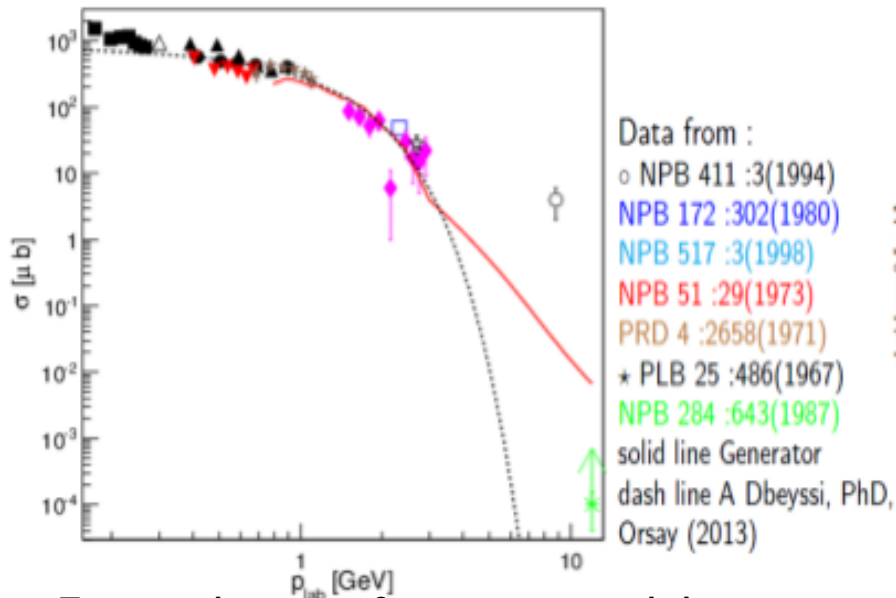 10³
10²
10
1
10⁻¹
10⁻²
10⁻³
10⁻⁴
σ [μ b]
1
10
p_lab [GeV]
Data from :
○ NPB 411 :3(1994)
NPB 172 :302(1980)
NPB 517 :3(1998)
NPB 51 :29(1973)
PRD 4 :2658(1971)
⋆ PLB 25 :486(1967)
NPB 284 :643(1987)
solid line Generator
dash line A Dbeyssi, PhD,
Orsay (2013)